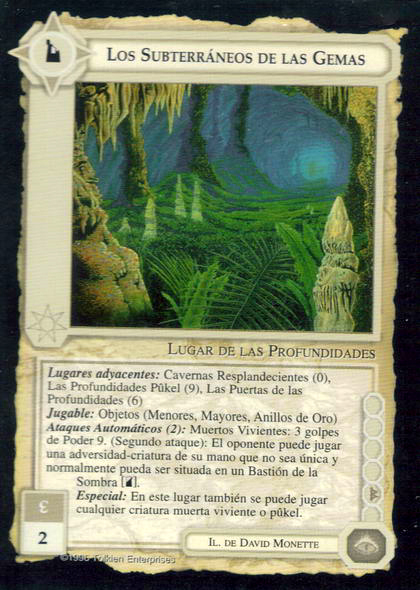 Los Subterráneos de las Gemas
Lugar de las Profundidades
Lugares adyacentes: Cavernas Resplandecientes (0),
Las Profundidades Pûkel (9), Las Puertas de las
Profundidades (6)
Jugable: Objetos (Menores, Mayores, Anillos de Oro)
Ataques Automáticos (2): Muertos Vivientes: 3 golpes
de Poder 9. (Segundo ataque): El oponente puede jugar
una adversidad-criatura de su mano que no sea única y
normalmente pueda ser situada en un Bastión de la
Sombra [].
Especial: En este lugar también se puede jugar
cualquier criatura muerta viviente o pûkel.
3
2
Il. de David Monette
©1996 Tolkien Enterprises